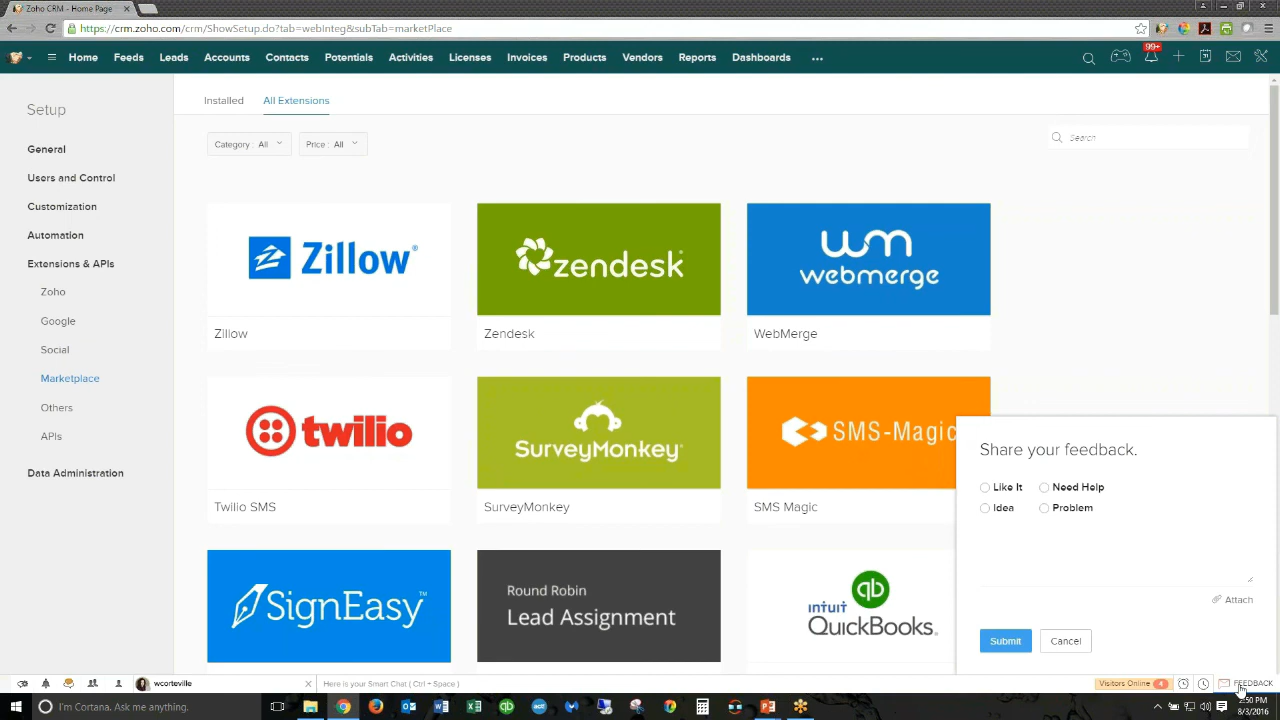 Zoho CRM - Home Page
https://crm.zoho.com/crm/ShowSetup.do?tab=webInteg&subTab=marketPlace
Home Feeds Leads Accounts Contacts Potentials Activities Licenses Invoices Products Vendors Reports Dashboards ... 99+
Setup
General
Users and Control
Customization
Automation
Extensions & APIs
Zoho
Google
Social
Marketplace
Others
APIs
Data Administration
Installed All Extensions
Category : All Price : All Search
Zillow®
Zillow
zendesk
Zendesk
wm
webmerge
WebMerge
twilio
Twilio SMS
SurveyMonkey
SurveyMonkey
SMS-Magic
SMS Magic
SignEasy™
Round Robin
Lead Assignment
qb
intuit
QuickBooks.
Share your feedback.
Like It Need Help
Idea Problem
Attach
Submit Cancel
wcorteville Here is your Smart Chat ( Ctrl + Space ) Visitors Online 4 FEEDBACK
I'm Cortana. Ask me anything.
:50 PM
8/3/2016